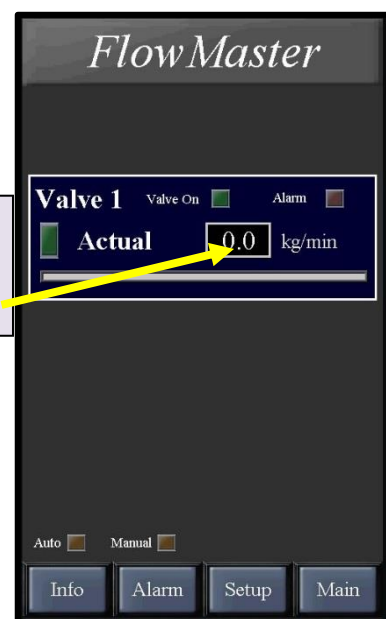 FlowMaster
Valve 1 Valve On Alarm
Actual 0.0 kg/min
Auto Manual
Info Alarm Setup Main